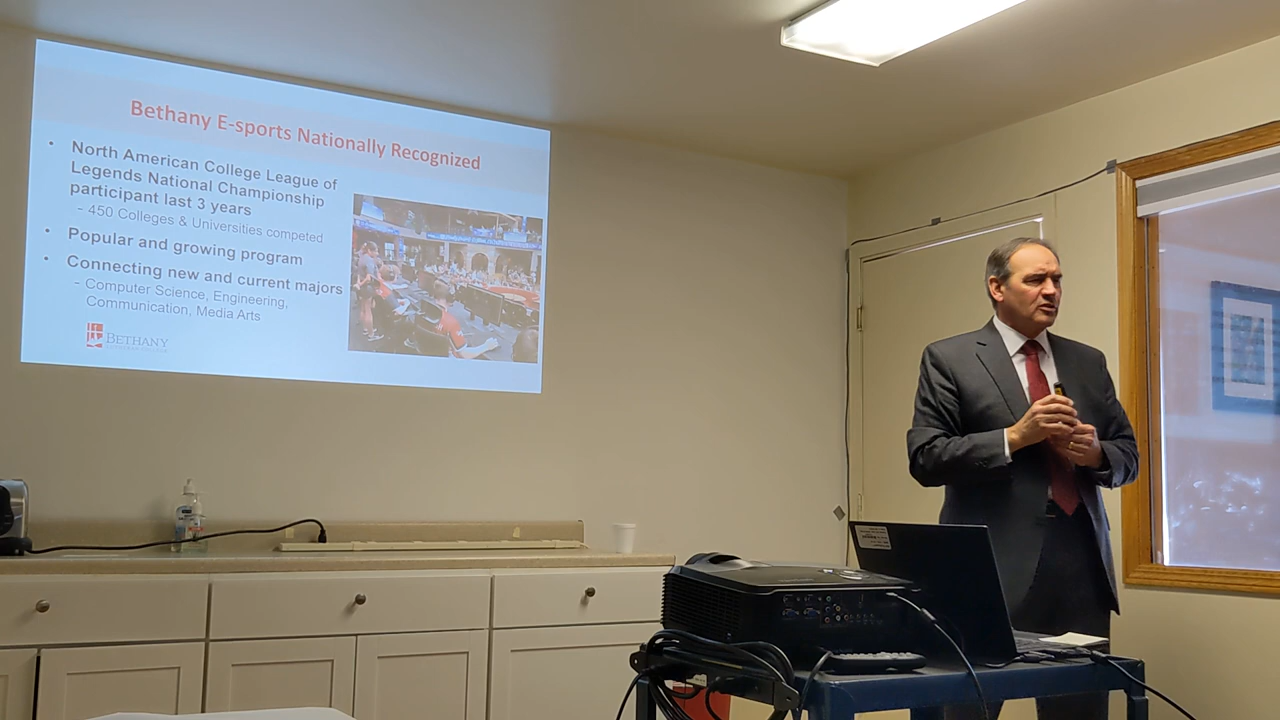 Bethany E-sports Nationally Recognized
• North American College League of
Legends National Championship
participant last 3 years
- 450 Colleges & Universities competed
• Popular and growing program
• Connecting new and current majors
- Computer Science, Engineering,
Communication, Media Arts
BETHANY